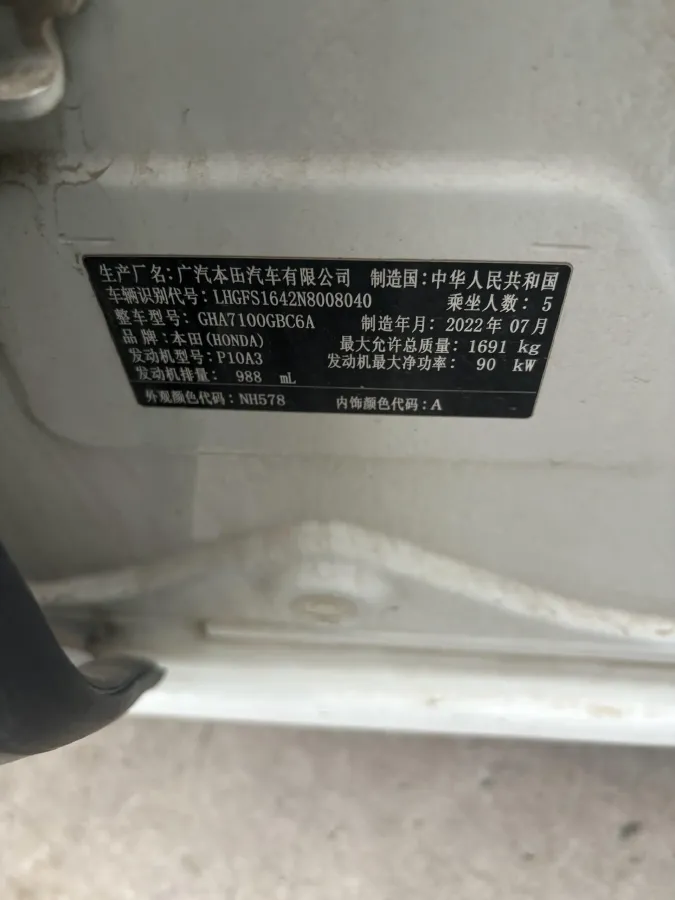 生产厂名:广汽本田汽车有限公司 制造国:中华人民共和国
车辆识别代号:LHGFS1642N8008040 乘坐人数: 5
整车型号:GHA7100GBC6A 制造年月:2022年07月
品牌:本田(HONDA) 最大允许总质量: 1691 kg
发动机型号:P10A3 发动机最大净功率: 90 kW
发动机排量: 988 mL
外观颜色代码:NH578 内饰颜色代码:A